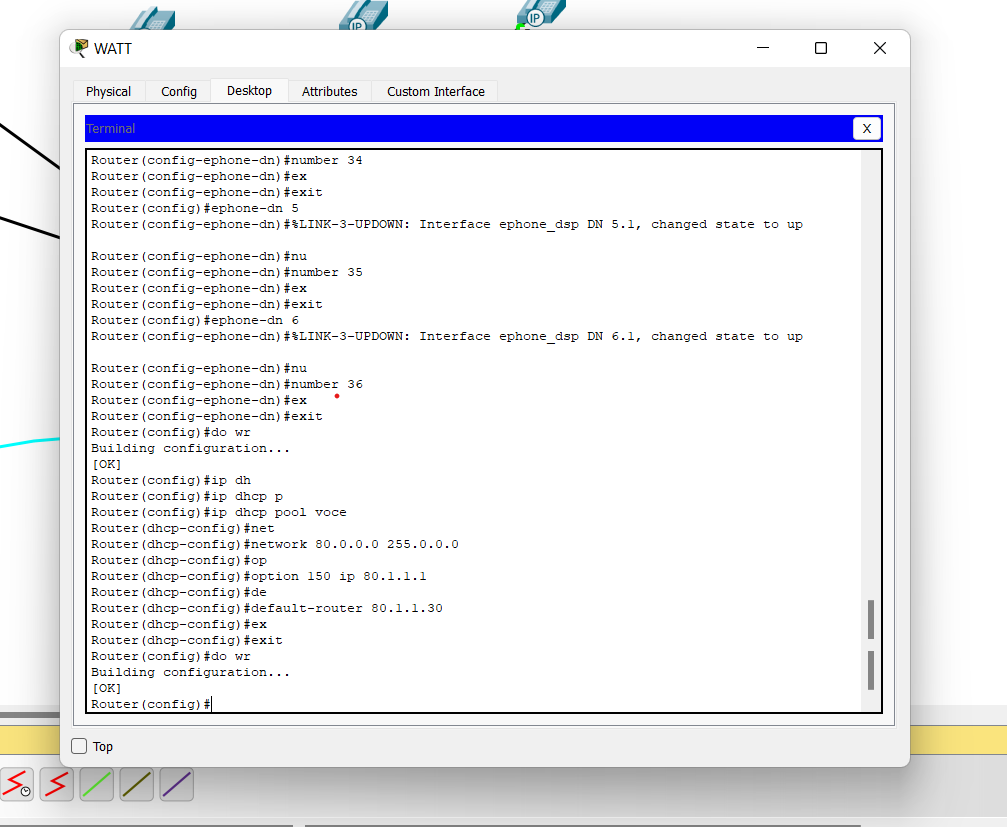 IP
IP
WATT
Physical Config Desktop Attributes Custom Interface
Terminal X
Router(config-ephone-dn)#number 34
Router(config-ephone-dn)#ex
Router(config-ephone-dn)#exit
Router(config)#ephone-dn 5
Router(config-ephone-dn)#%LINK-3-UPDOWN: Interface ephone_dsp DN 5.1, changed state to up
Router(config-ephone-dn)#nu
Router(config-ephone-dn)#number 35
Router(config-ephone-dn)#ex
Router(config-ephone-dn)#exit
Router(config)#ephone-dn 6
Router(config-ephone-dn)#%LINK-3-UPDOWN: Interface ephone_dsp DN 6.1, changed state to up
Router(config-ephone-dn)#nu
Router(config-ephone-dn)#number 36
Router(config-ephone-dn)#ex
Router(config-ephone-dn)#exit
Router(config)#do wr
Building configuration...
[OK]
Router(config)#ip dh
Router(config)#ip dhcp p
Router(config)#ip dhcp pool voce
Router(dhcp-config)#net
Router(dhcp-config)#network 80.0.0.0 255.0.0.0
Router(dhcp-config)#op
Router(dhcp-config)#option 150 ip 80.1.1.1
Router(dhcp-config)#de
Router(dhcp-config)#default-router 80.1.1.30
Router(dhcp-config)#ex
Router(dhcp-config)#exit
Router(config)#do wr
Building configuration...
[OK]
Router(config)#
Top